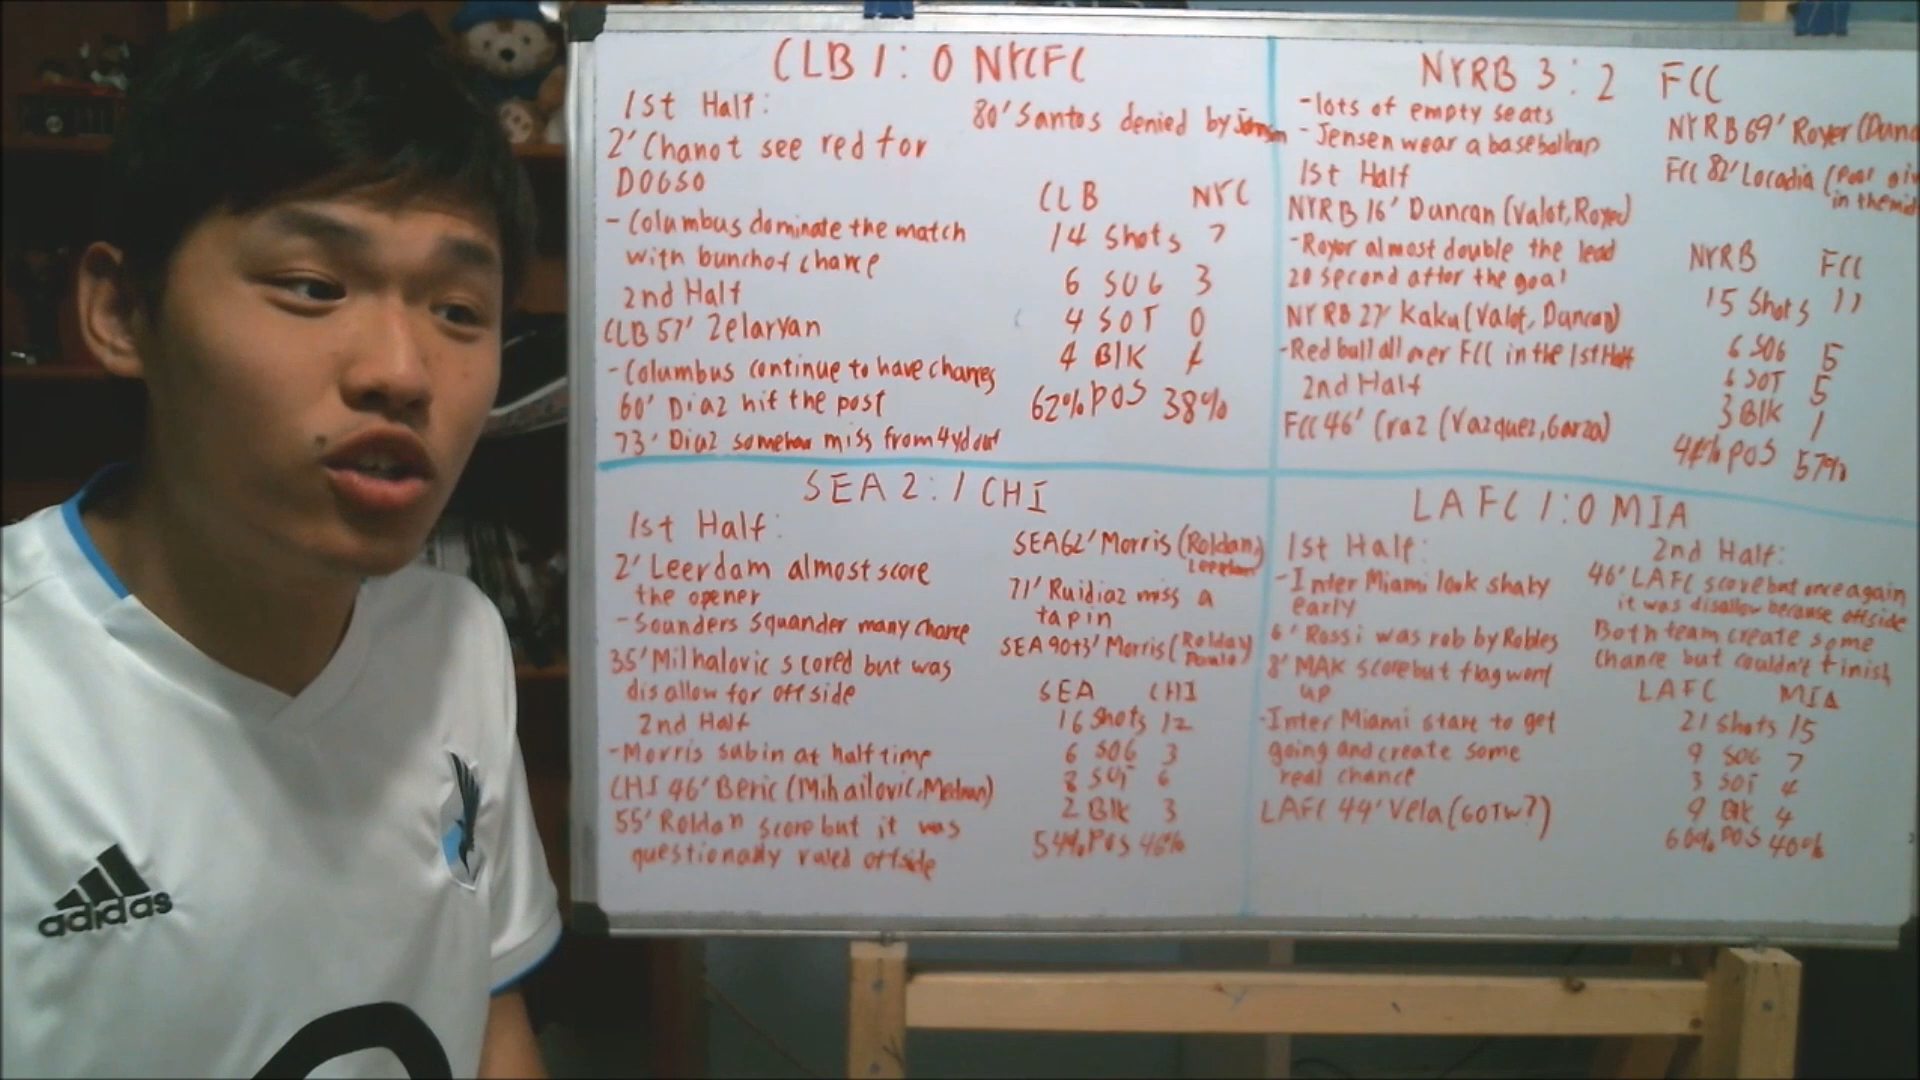 CLB 1:0 NYCFC
1st Half:
2' Chanot see red for
DOGSO
- Columbus dominate the match
with bunch of chance
2nd Half
CLB 57' Zelaryan
- Columbus continue to have chances
60' Diaz hit the post
73' Diaz somehow miss from 4yd out
80' Santos denied by
CLB NYC
14 Shots 7
6 SOG 3
4 SOT 0
4 Blk
62% POS 38%
NYRB 3:2 FCC
- lots of empty seats
- Jensen wear a baseball cap
1st Half
NYRB 16' Duncan (Valot, Royer)
- Royer almost double the lead
20 second after the goal
NYRB 27' Kaku (Valot, Duncan)
- Redbull all over FCC in the 1st Half
2nd Half
FCC 46' Cruz (Vazquez, Garza)
NYRB 69' Royer (Dunc
FCC 82' Locadia (Poor
in the mid
NYRB FCC
15 Shots 11
6 SOG 5
6 SOT 5
3 Blk 1
POS 57%
SEA 2:1 CHI
1st Half:
2' Leerdam almost score
the opener
- Sounders squander many chance
35' Milhalovic scored but was
disallow for offside
2nd Half
- Morris sub in at half time
CHI 46' Beric (Mihailovic, Medran)
55' Roldan score but it was
questionably ruled offside
SEA 62' Morris (Roldan,
Leerdam
71' Ruidiaz miss a
tap in
SEA 90+3' Morris (Roldan,
Paulo)
SEA CHI
16 Shots 12
6 SOG 3
8 SOT 6
2 Blk 3
54% POS 46%
LAFC 1:0 MIA
1st Half:
- Inter Miami look shaky
early
6' Rossi was rob by Robles
8' MAK score but flag went
up
- Inter Miami start to get
going and create some
real chance
LAFC 44' Vela (GOTW?)
2nd Half:
46' LAFC score but once again
it was disallow because offside
Both team create some
chance but couldn't finish
LAFC MIA
21 Shots 15
9 SOG 7
3 SOT 4
9 Blk 4
60% POS 40%
adidas